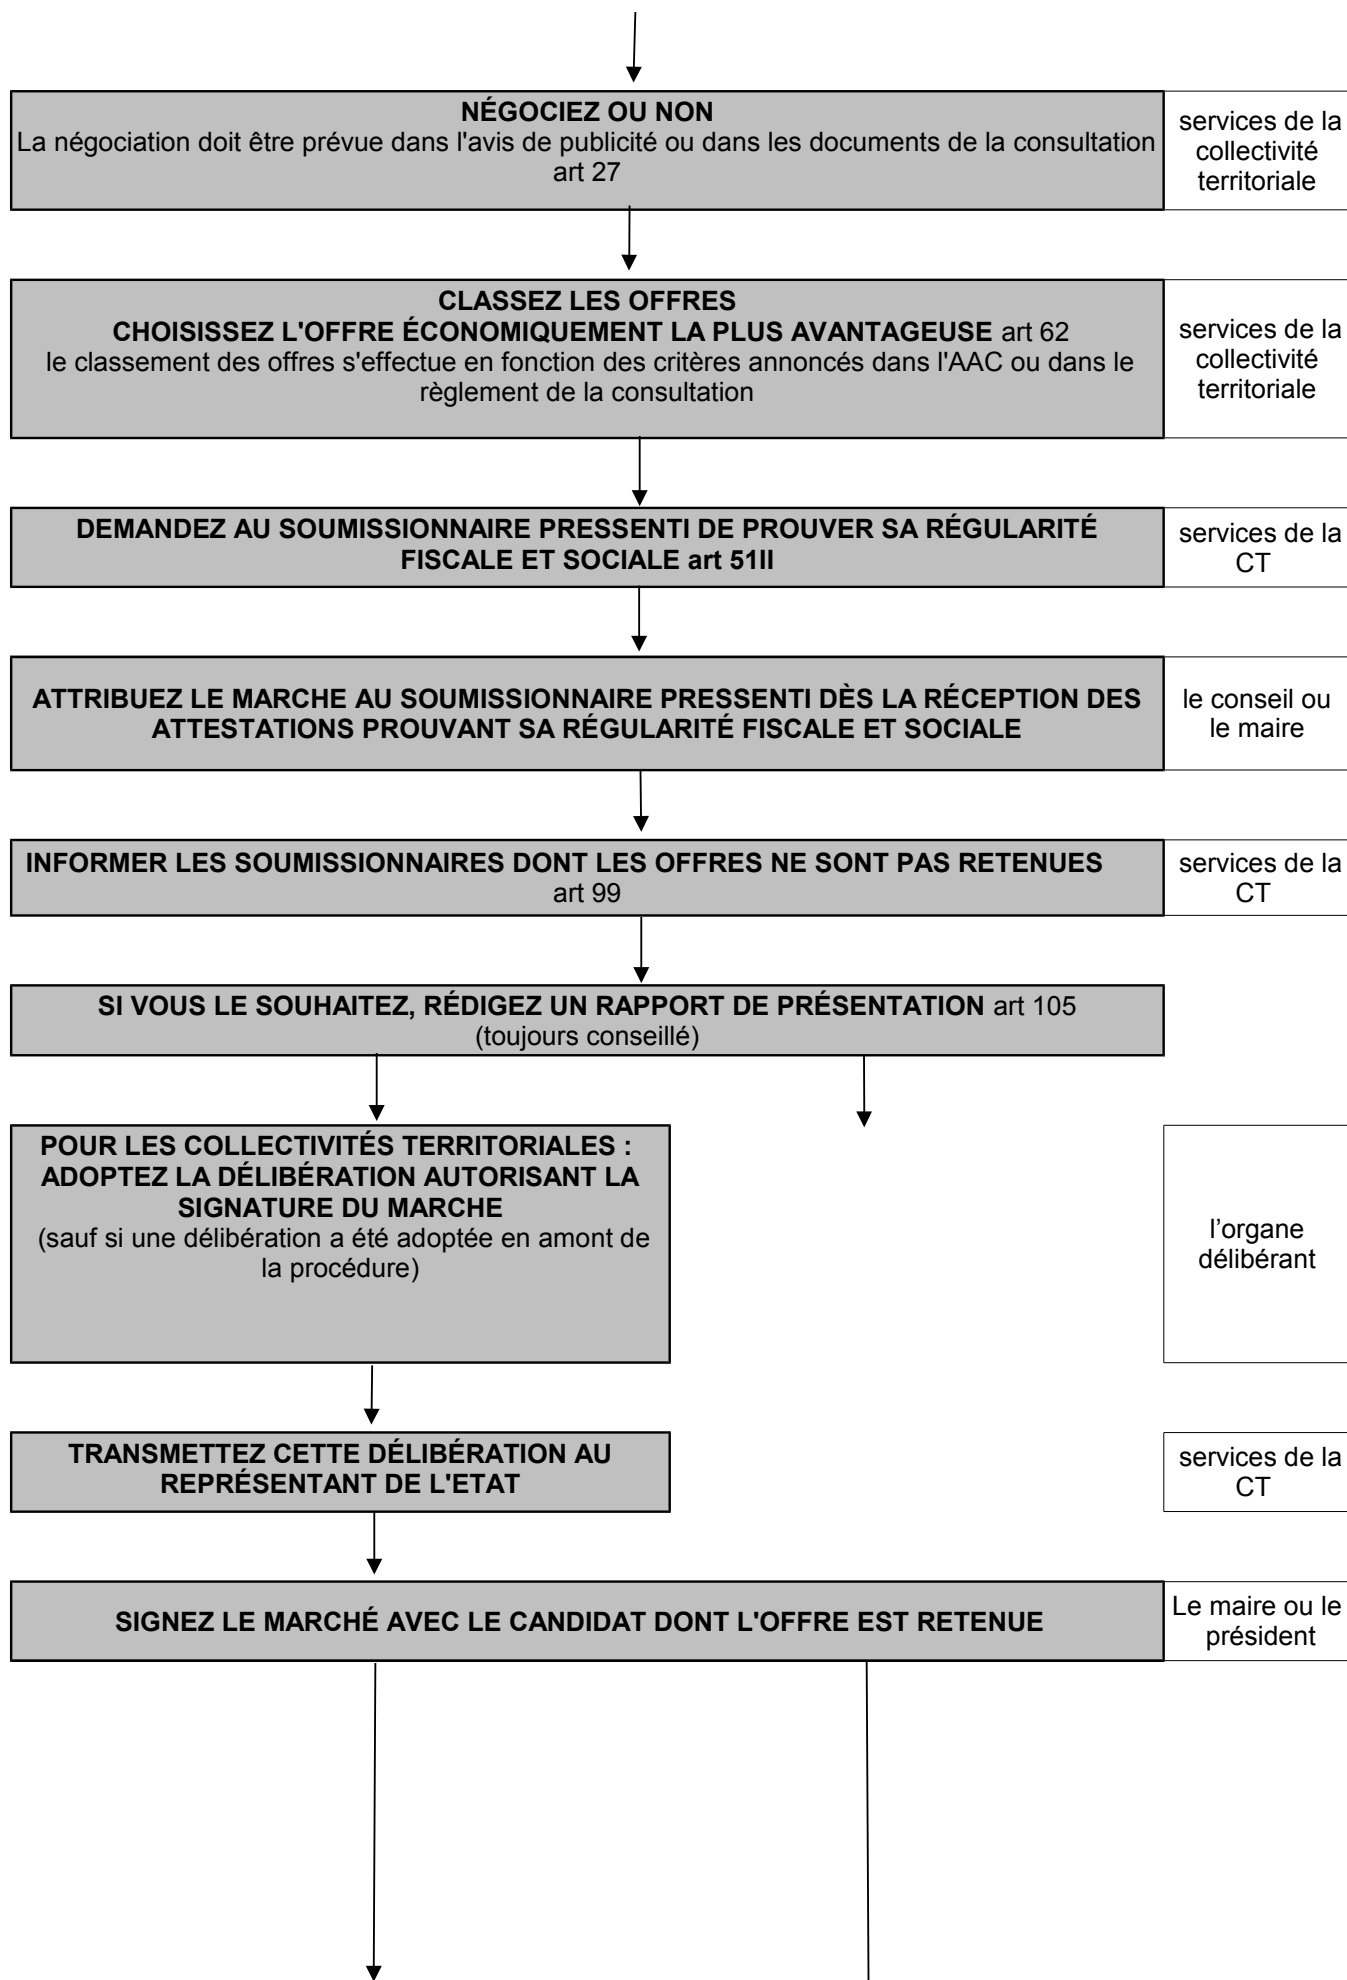 NÉGOCIEZ OU NON
La négociation doit être prévue dans l'avis de publicité ou dans les documents de la consultation
art 27
services de la
collectivité
territoriale
CLASSEZ LES OFFRES
CHOISISSEZ L'OFFRE ÉCONOMIQUEMENT LA PLUS AVANTAGEUSE art 62
le classement des offres s'effectue en fonction des critères annoncés dans l'AAC ou dans le
règlement de la consultation
services de la
collectivité
territoriale
DEMANDEZ AU SOUMISSIONNAIRE PRESSENTI DE PROUVER SA RÉGULARITÉ
FISCALE ET SOCIALE art 51II
services de la
CT
ATTRIBUEZ LE MARCHE AU SOUMISSIONNAIRE PRESSENTI DÈS LA RÉCEPTION DES
ATTESTATIONS PROUVANT SA RÉGULARITÉ FISCALE ET SOCIALE
le conseil ou
le maire
INFORMER LES SOUMISSIONNAIRES DONT LES OFFRES NE SONT PAS RETENUES
art 99
services de la
CT
SI VOUS LE SOUHAITEZ, RÉDIGEZ UN RAPPORT DE PRÉSENTATION art 105
(toujours conseillé)
POUR LES COLLECTIVITÉS TERRITORIALES :
ADOPTEZ LA DÉLIBÉRATION AUTORISANT LA
SIGNATURE DU MARCHE
(sauf si une délibération a été adoptée en amont de
la procédure)
l'organe
délibérant
TRANSMETTEZ CETTE DÉLIBÉRATION AU
REPRÉSENTANT DE L'ETAT
services de la
CT
SIGNEZ LE MARCHÉ AVEC LE CANDIDAT DONT L'OFFRE EST RETENUE
Le maire ou le
président